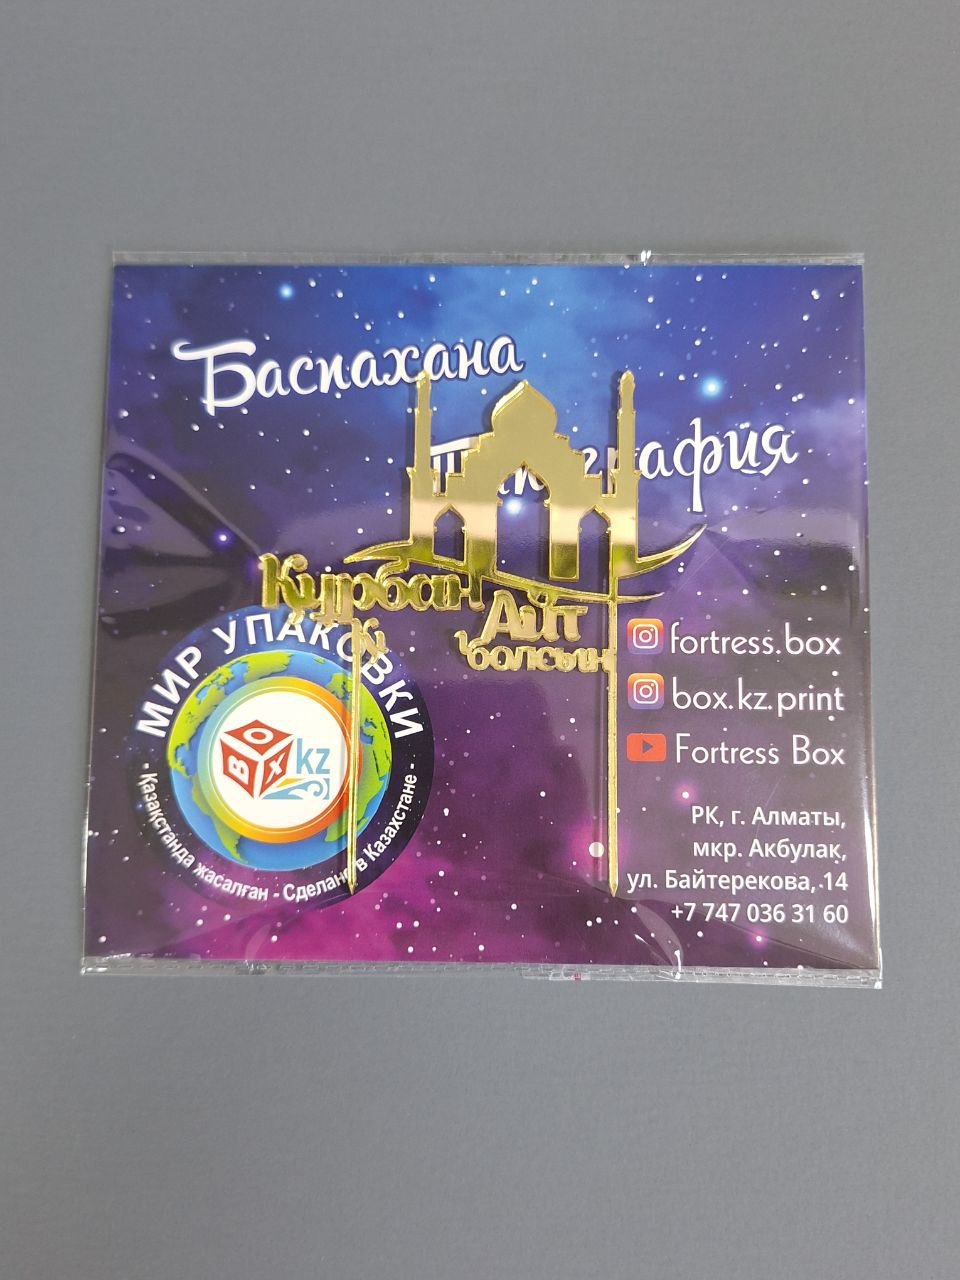 Баспахана
Типография
Құрбан
Айт
қ
болсын
МИР УПАКОВКИ
BOX
kz
- Қазақстанда жасалған - Сделано в Казахстане -
fortress.box
box.kz.print
Fortress Box
РК, г. Алматы,
мкр. Акбулак,
ул. Байтерекова, 14
+7 747 036 31 60